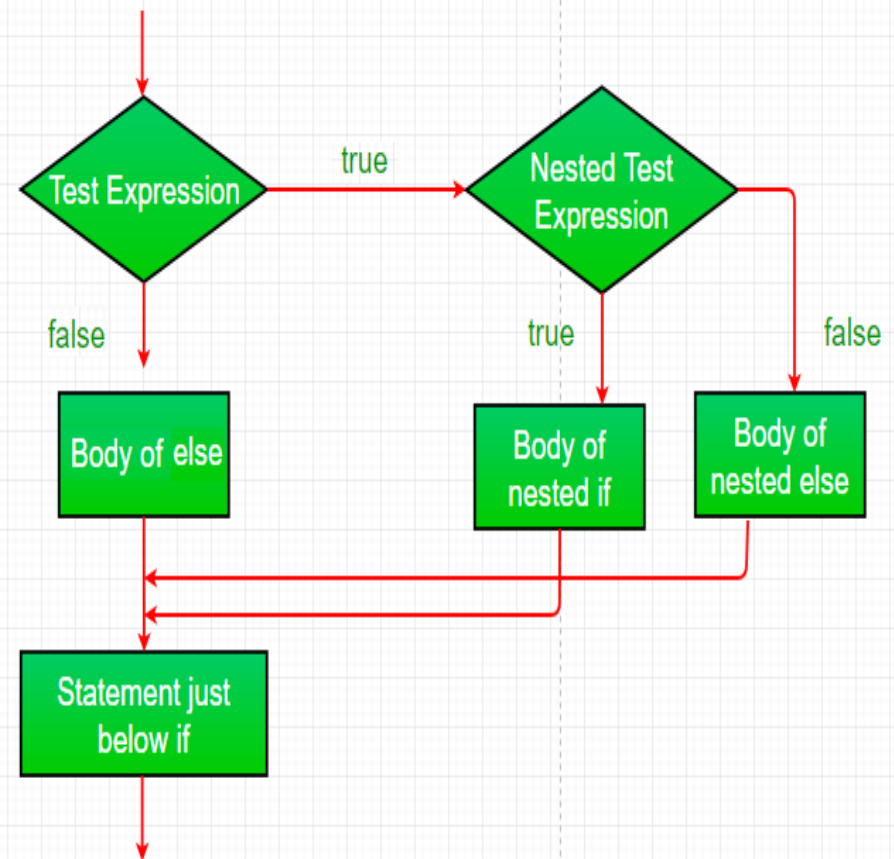 true
Test Expression
Nested Test
Expression
false
true
false
Body of else
Body of
nested if
Body of
nested else
Statement just
below if